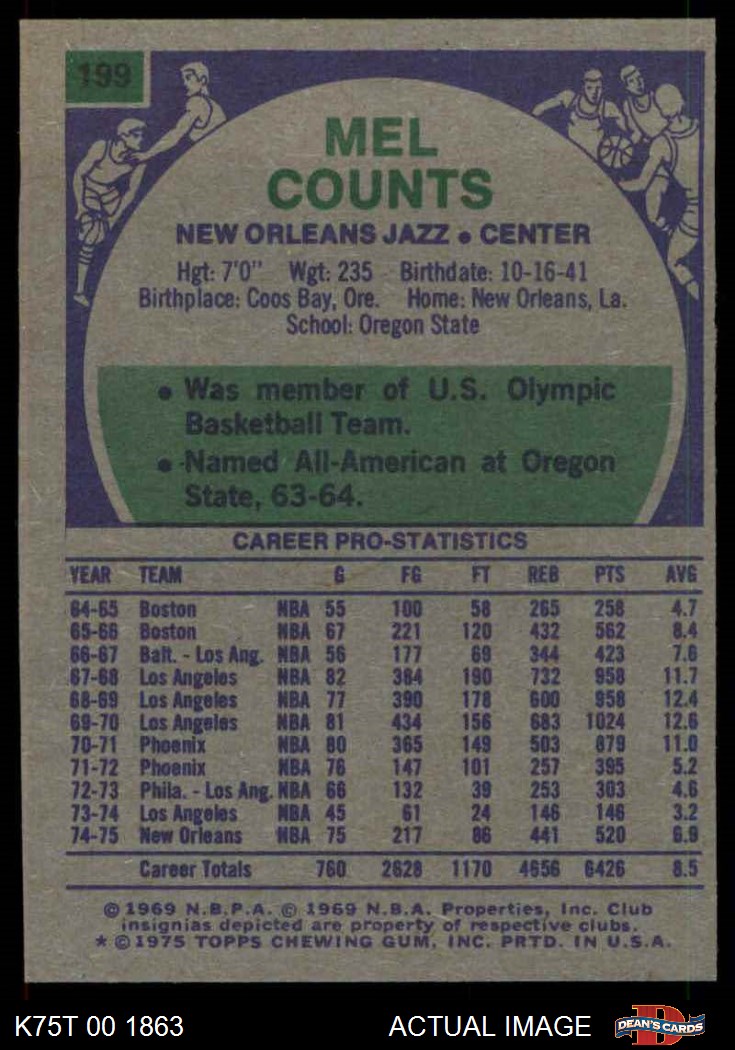 199
MEL
COUNTS
NEW ORLEANS JAZZ • CENTER
Hgt: 7'0" Wgt: 235 Birthdate: 10-16-41
Birthplace: Coos Bay, Ore. Home: New Orleans, La.
School: Oregon State
• Was member of U.S. Olympic
Basketball Team.
• Named All-American at Oregon
State, 63-64.
CAREER PRO-STATISTICS
YEAR TEAM G FG FT REB PTS AVG
64-65 Boston NBA 55 100 58 265 258 4.7
65-66 Boston NBA 67 221 120 432 562 8.4
66-67 Balt. - Los Ang. NBA 56 177 69 344 423 7.6
67-68 Los Angeles NBA 82 384 190 732 958 11.7
68-69 Los Angeles NBA 77 390 178 600 958 12.4
69-70 Los Angeles NBA 81 434 156 683 1024 12.6
70-71 Phoenix NBA 80 365 149 503 879 11.0
71-72 Phoenix NBA 76 147 101 257 395 5.2
72-73 Phila. - Los Ang. NBA 66 132 39 253 303 4.6
73-74 Los Angeles NBA 45 61 24 146 146 3.2
74-75 New Orleans NBA 75 217 86 441 520 6.9
Career Totals 760 2628 1170 4656 6426 8.5
© 1969 N.B.P.A. © 1969 N.B.A. Properties, Inc. Club
insignias depicted are property of respective clubs.
* © 1975 TOPPS CHEWING GUM, INC. PRTD. IN U.S.A.
K75T 00 1863 ACTUAL IMAGE
D
DEAN'S CARDS